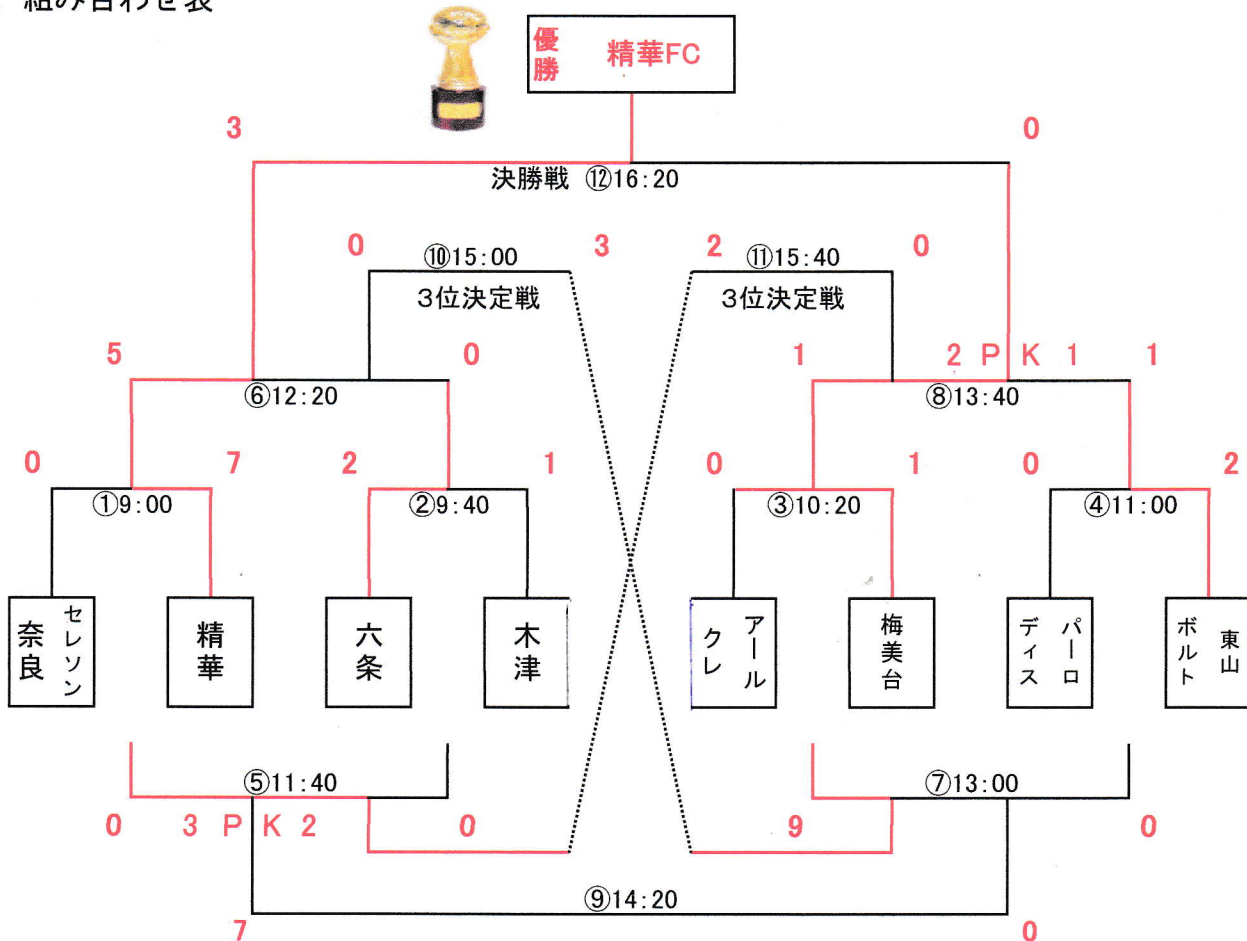 組み合わせ表
優勝 精華FC
3 0
決勝戦 ⑫16:20
0 ⑩15:00 3 2 ⑪15:40 0
3位決定戦 3位決定戦
5 0 1 2 P K 1 1
⑥12:20 ⑧13:40
0 7 2 1 0 1 0 2
①9:00 ②9:40 ③10:20 ④11:00
奈良
セレソン
精華
六条
木津
アール
クレ
梅美台
パーロ
ディス
東山
ボルト
⑤11:40 ⑦13:00
0 3 P K 2 0 9 0
⑨14:20
7 0